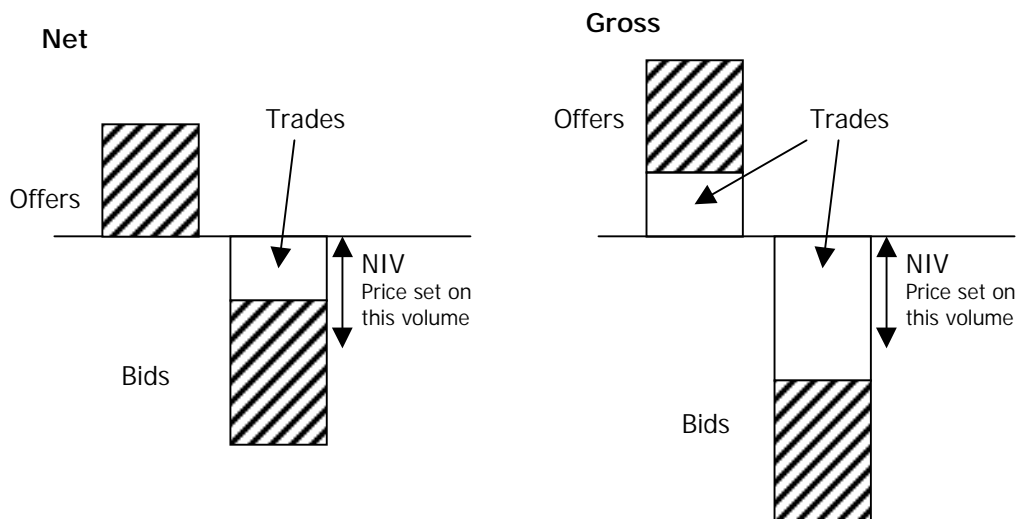 Net
Trades
Offers
NIV
Price set on
this volume
Bids
Gross
Offers
Trades
NIV
Price set on
this volume
Bids